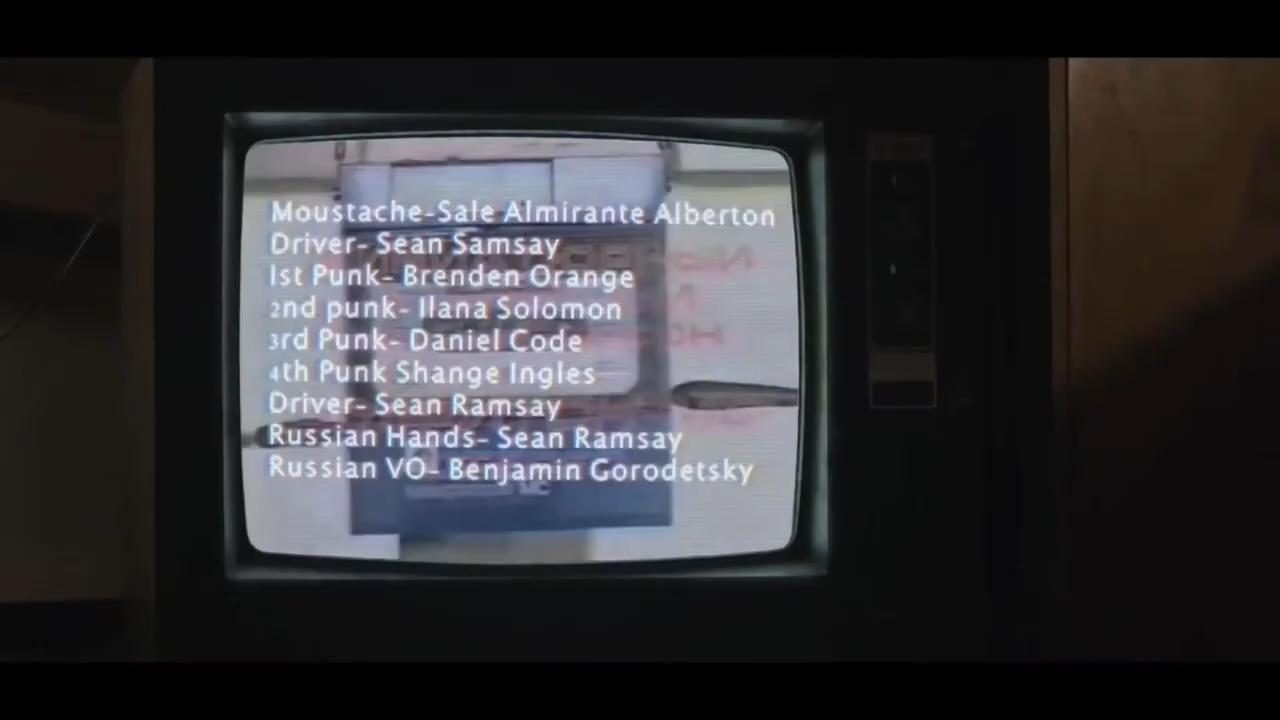 Moustache-Sale Almirante Alberton
Driver- Sean Samsay
1st Punk- Brenden Orange
2nd punk- Ilana Solomon
3rd Punk- Daniel Code
4th Punk Shange Ingles
Driver- Sean Ramsay
Russian Hands- Sean Ramsay
Russian VO- Benjamin Gorodetsky